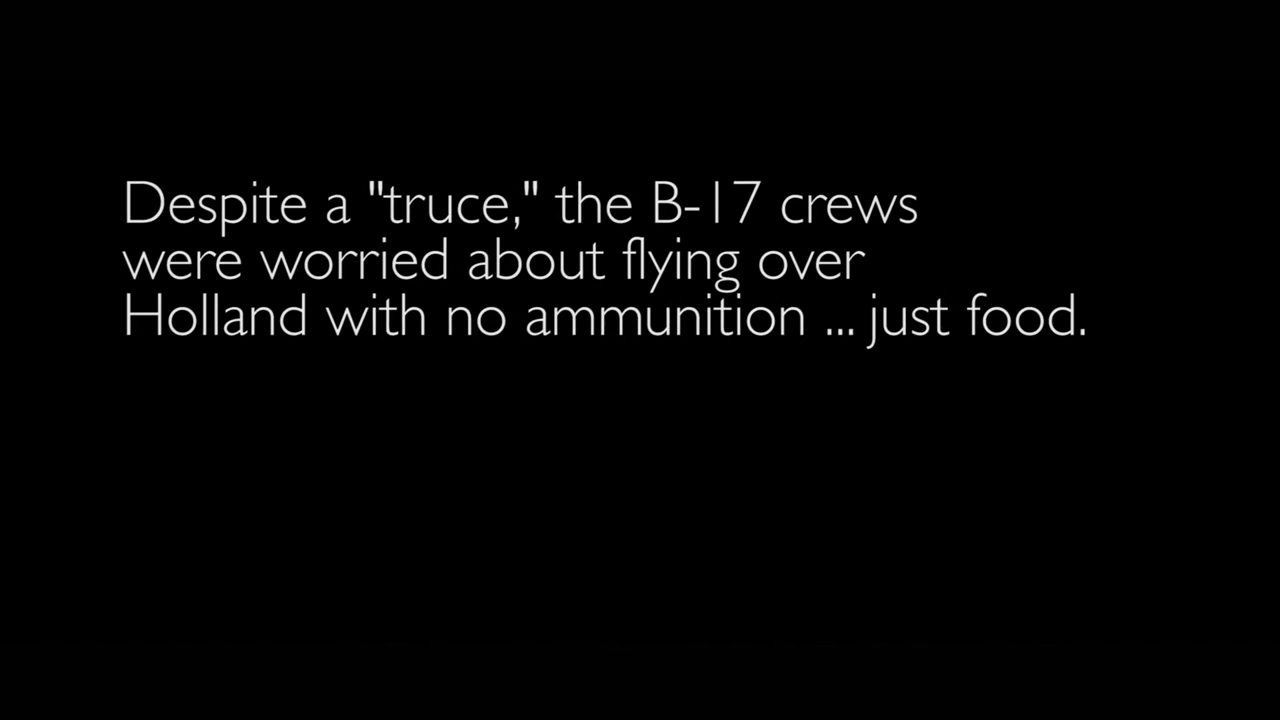 Despite a "truce," the B-17 crews
were worried about flying over
Holland with no ammunition ... just food.